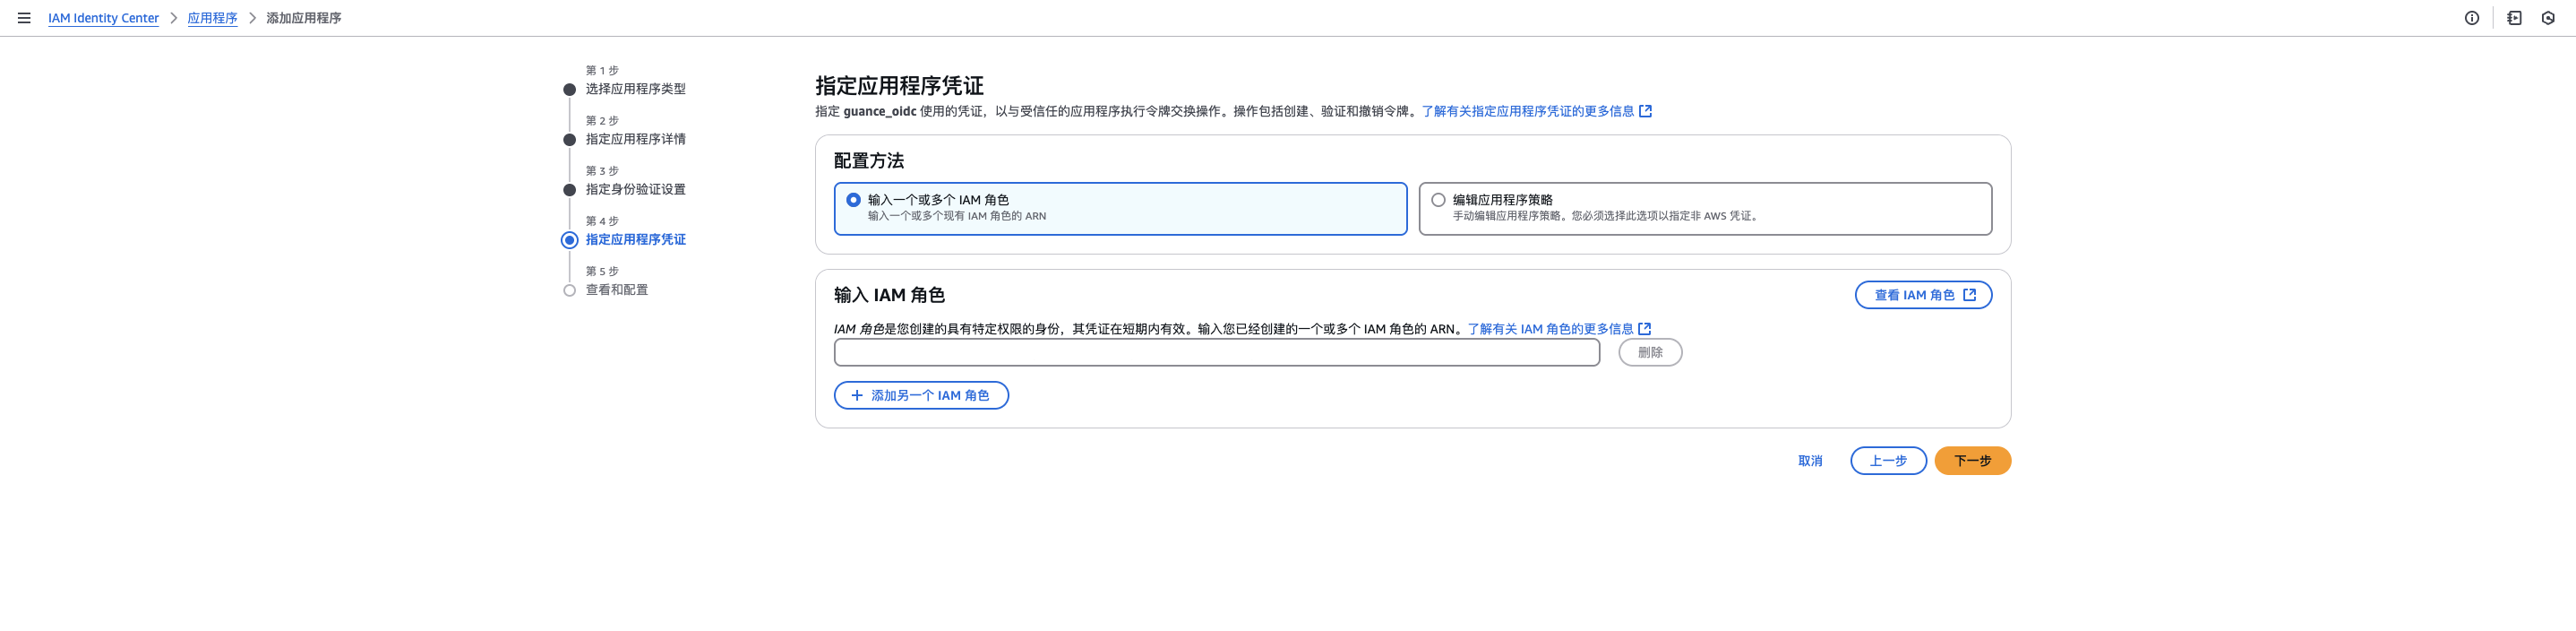 IAM Identity Center > 应用程序 > 添加应用程序
第 1 步
选择应用程序类型
第 2 步
指定应用程序详情
第 3 步
指定身份验证设置
第 4 步
指定应用程序凭证
第 5 步
查看和配置
指定应用程序凭证
指定 guance_oidc 使用的凭证，以与受信任的应用程序执行令牌交换操作。操作包括创建、验证和撤销令牌。了解有关指定应用程序凭证的更多信息
配置方法
输入一个或多个 IAM 角色
输入一个或多个现有 IAM 角色的 ARN
编辑应用程序策略
手动编辑应用程序策略。您必须选择此选项以指定非 AWS 凭证。
输入 IAM 角色
查看 IAM 角色
IAM 角色是您创建的具有特定权限的身份，其凭证在短期内有效。输入您已经创建的一个或多个 IAM 角色的 ARN。了解有关 IAM 角色的更多信息
删除
添加另一个 IAM 角色
取消
上一步
下一步